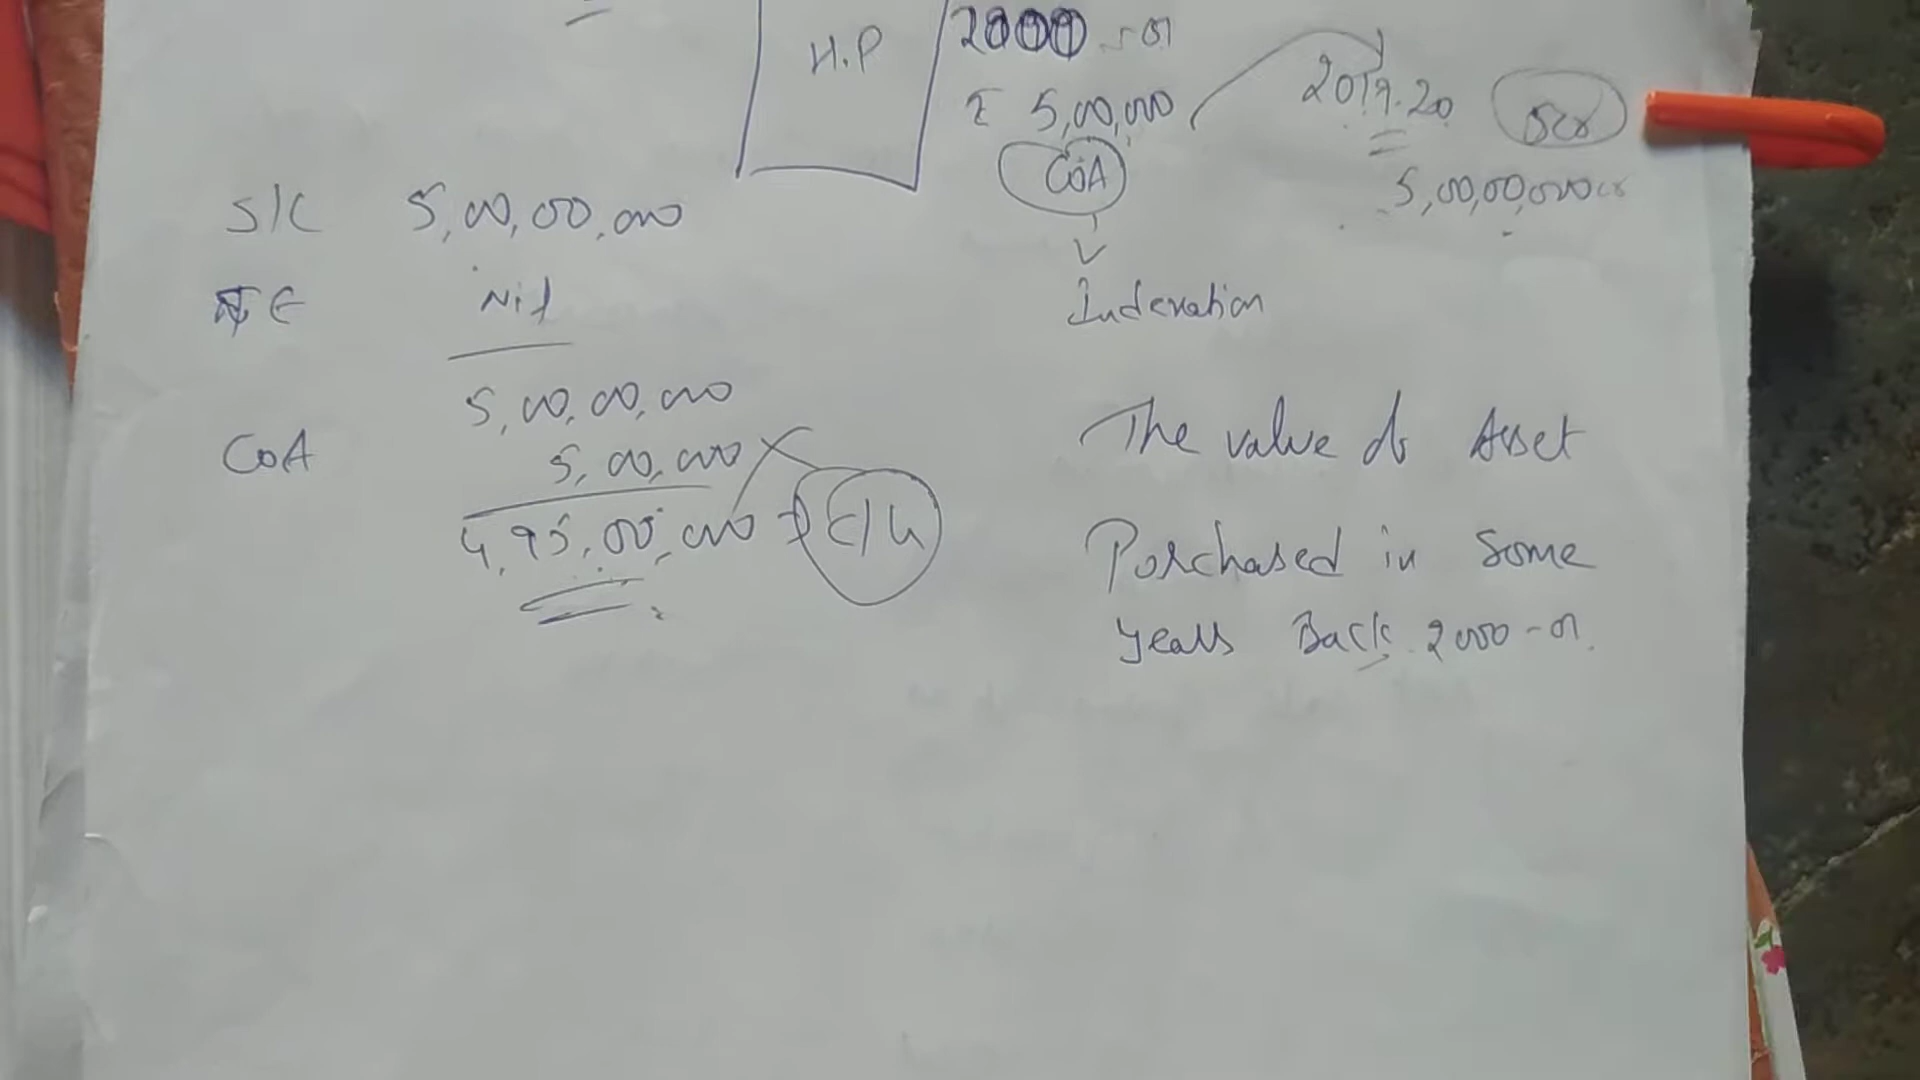 H.P
2000-01
₹ 5,00,000
2019-20
5cr
5,00,00,000cr
COA
S/C 5,00,00,000
E Nil
Indexation
5,00,00,000
COA 5,00,000
4,95,00,000
The value of Asset
Purchased in Some
years Back 2000-01.